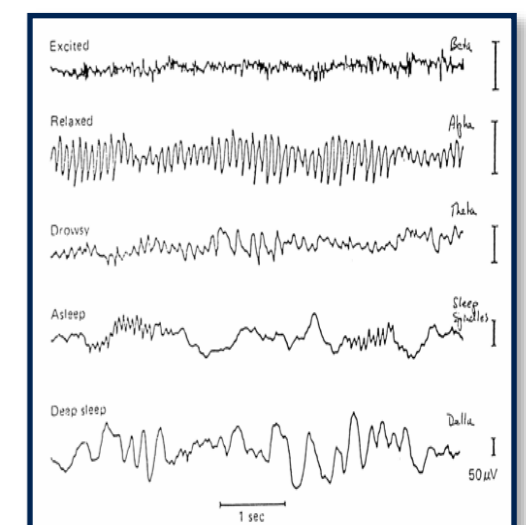 Excited Beta
Relaxed Alpha
Drowsy Theta
Asleep Sleep
Spindles
Deep sleep Delta
50µV
1 sec